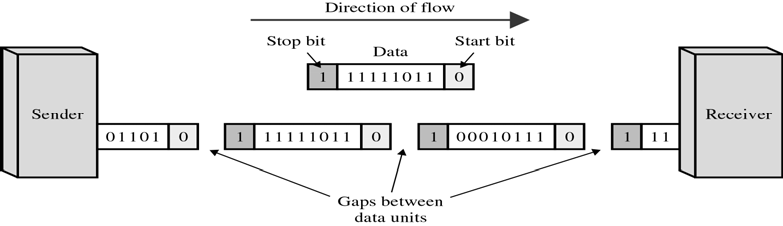 Direction of flow
Stop bit Data Start bit
1 11111011 0
Sender Receiver
01101 0 1 11111011 0 1 00010111 0 1 11
Gaps between
data units